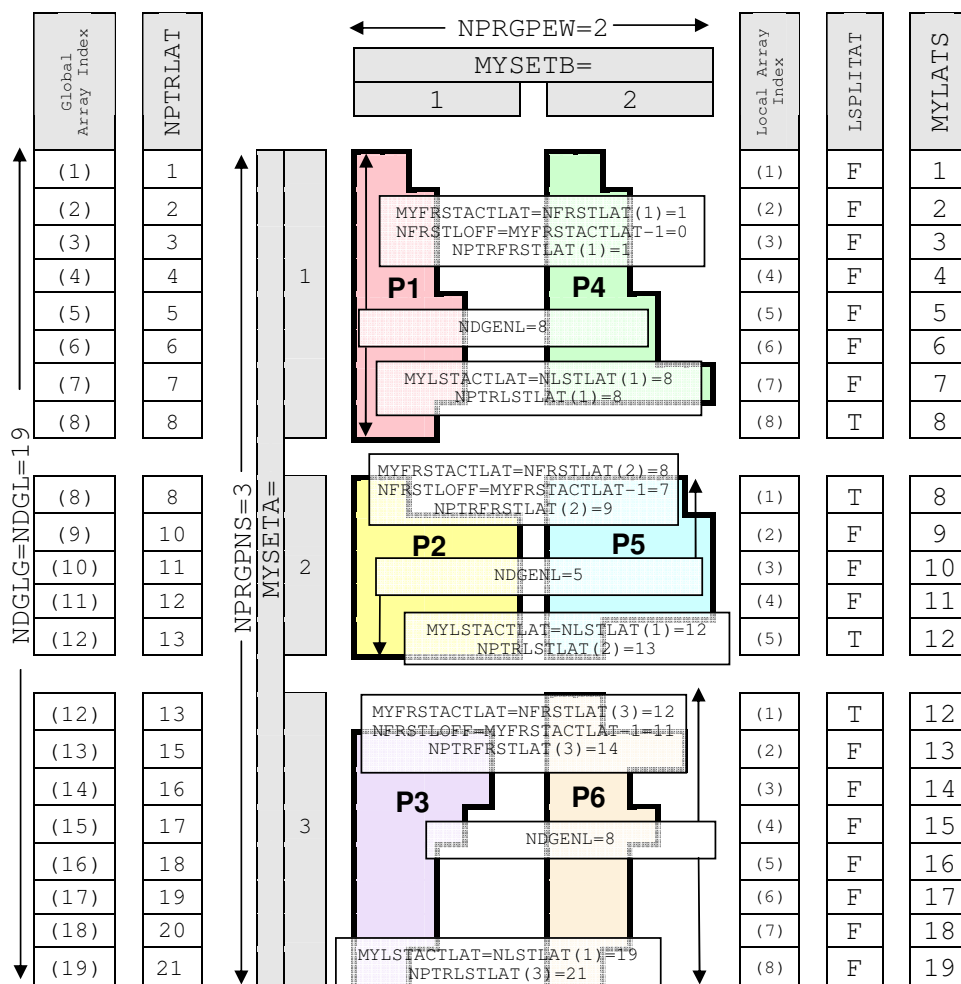 NPRGPEW=2
Global Array Index
NPTRLAT
MYSETB=
1 2
Local Array Index
LSPLITAT
MYLATS
NDGLG=NDGL=19
NPRGPNS=3
MYSETA=
(1) 1 (1) F 1
(2) 2 (2) F 2
MYFRSTACTLAT=NFRSTLAT(1)=1
NFRSTLOFF=MYFRSTACTLAT-1=0
NPTRFRSTLAT(1)=1
(3) 3 (3) F 3
(4) 4 1 P1 P4 (4) F 4
(5) 5 (5) F 5
NDGENL=8
(6) 6 (6) F 6
(7) 7 (7) F 7
MYLSTACTLAT=NLSTLAT(1)=8
NPTRLSTLAT(1)=8
(8) 8 (8) T 8
MYFRSTACTLAT=NFRSTLAT(2)=8
NFRSTLOFF=MYFRSTACTLAT-1=7
NPTRFRSTLAT(2)=9
(8) 8 (1) T 8
(9) 10 P2 P5 (2) F 9
(10) 11 2 NDGENL=5 (3) F 10
(11) 12 (4) F 11
(12) 13 (5) T 12
MYLSTACTLAT=NLSTLAT(1)=12
NPTRLSTLAT(2)=13
(12) 13 (1) T 12
MYFRSTACTLAT=NFRSTLAT(3)=12
NFRSTLOFF=MYFRSTACTLAT-1=11
NPTRFRSTLAT(3)=14
(13) 15 (2) F 13
(14) 16 P3 P6 (3) F 14
(15) 17 3 NDGENL=8 (4) F 15
(16) 18 (5) F 16
(17) 19 (6) F 17
(18) 20 (7) F 18
(19) 21 (8) F 19
MYLSTACTLAT=NLSTLAT(1)=19
NPTRLSTLAT(3)=21